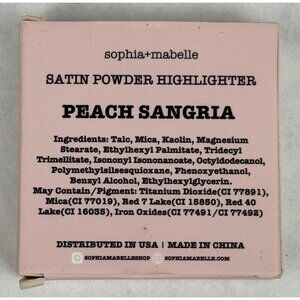 sophia+mabelle
SATIN POWDER HIGHLIGHTER
PEACH SANGRIA
Ingredients: Talc, Mica, Kaolin, Magnesium
Stearate, Ethylhexyl Palmitate, Tridecyl
Trimellitate, Isononyl Isononanoate, Octyldodecanol,
Polymethylsilsesquioxane, Phenoxyethanol,
Benzyl Alcohol, Ethylhexylglycerin.
May Contain/Pigment: Titanium Dioxide(CI 77891),
Mica(CI 77019), Red 7 Lake(CI 15850), Red 40
Lake(CI 16035), Iron Oxides(CI 77491/CI 77492)
DISTRIBUTED IN USA | MADE IN CHINA
SOPHIAMABELLESHOP SOPHIAMABELLE.COM